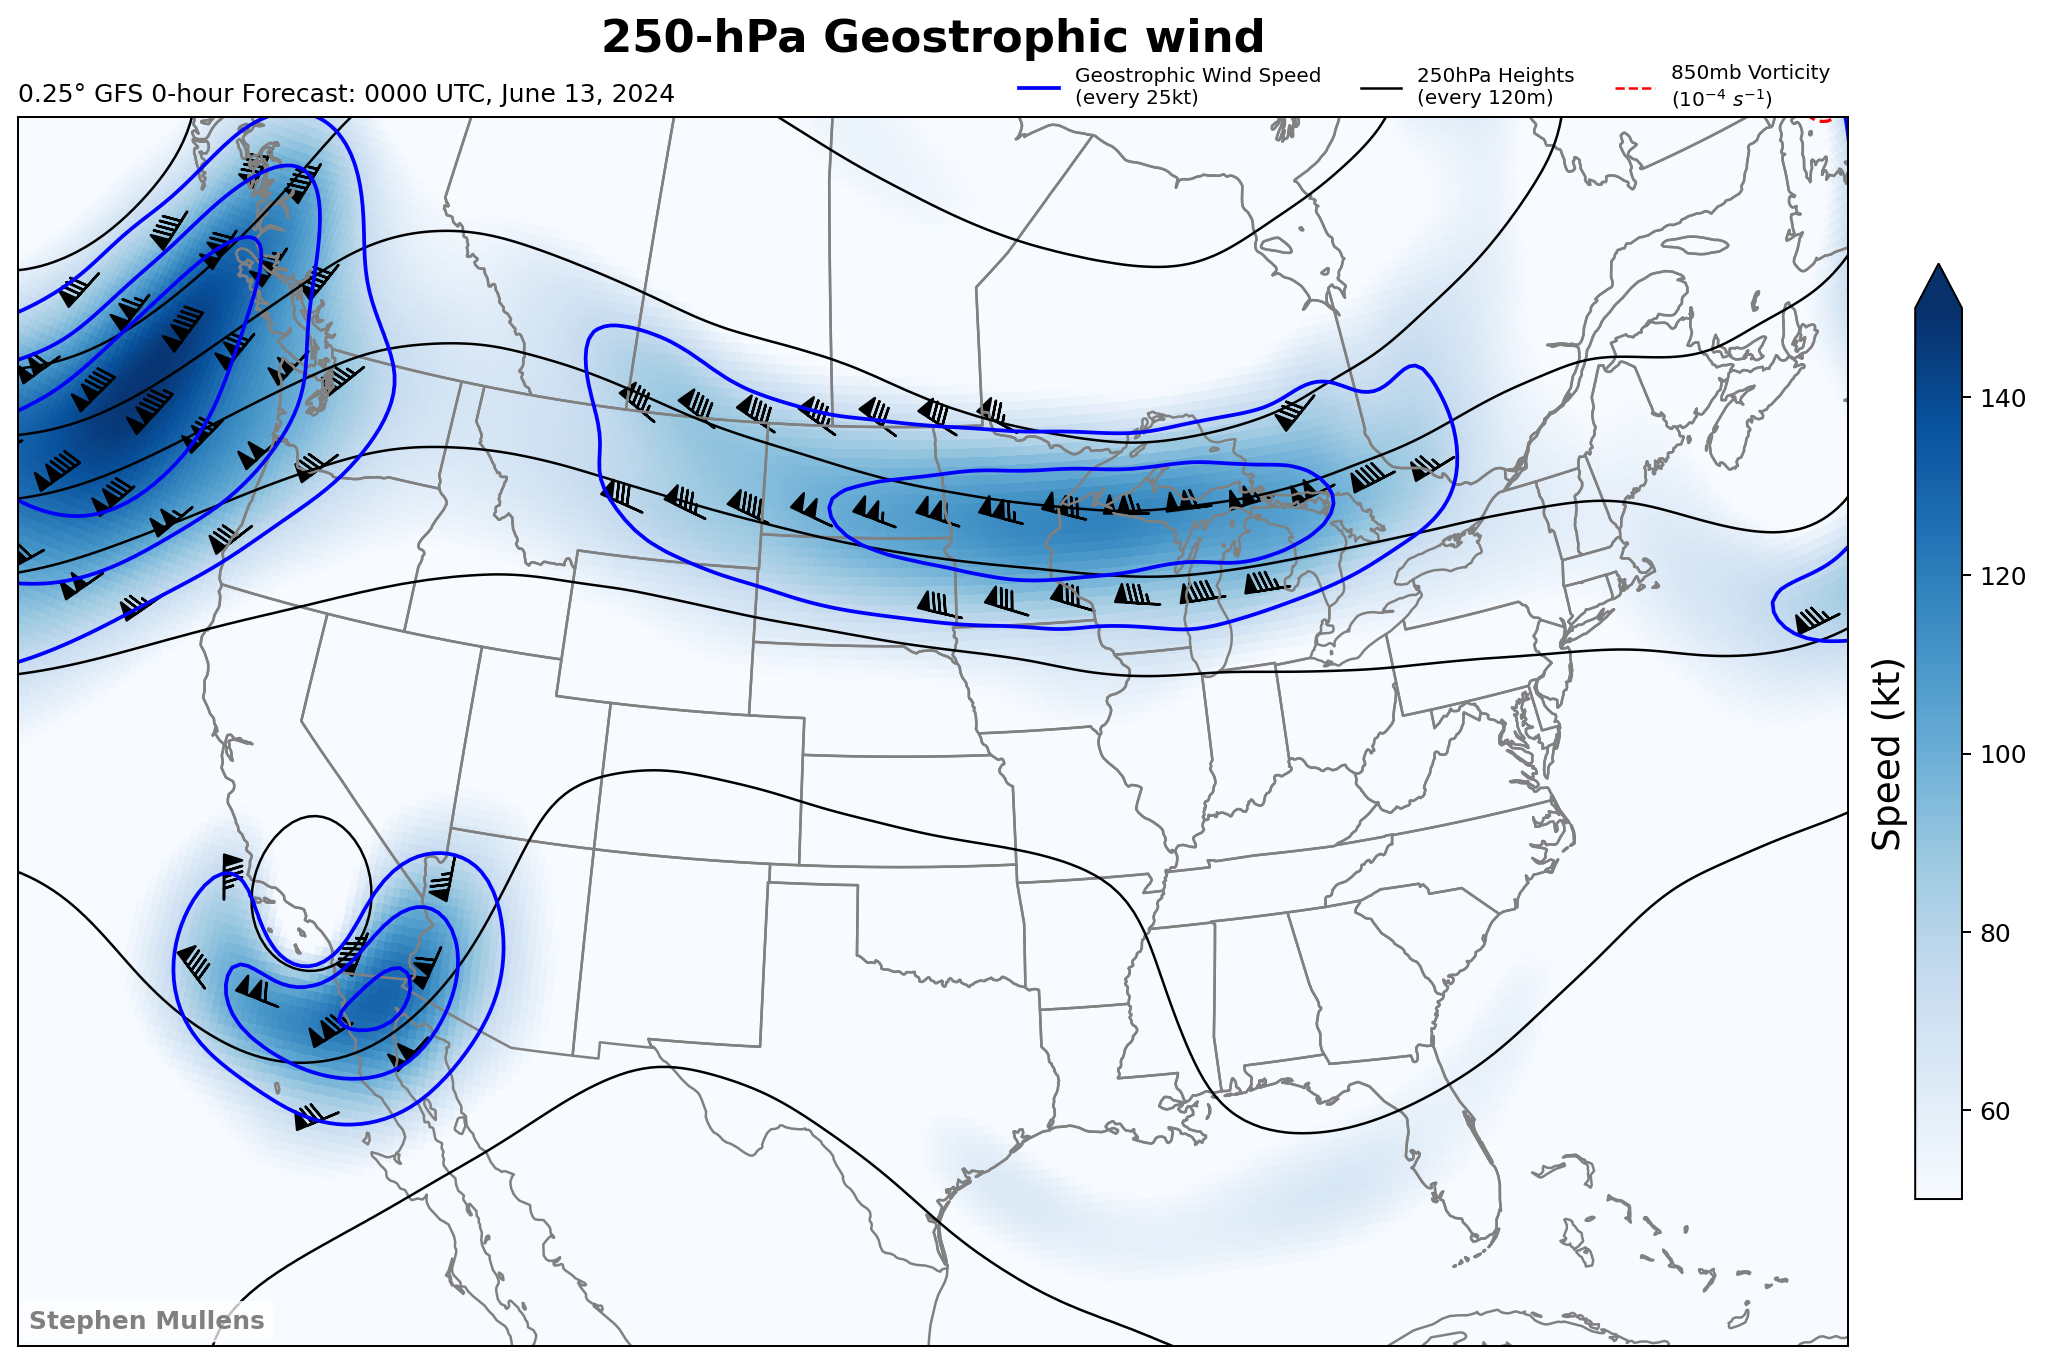 250-hPa Geostrophic wind
0.25° GFS 0-hour Forecast: 0000 UTC, June 13, 2024
Geostrophic Wind Speed
(every 25kt)
250hPa Heights
(every 120m)
850mb Vorticity
(10⁻⁴ s⁻¹)
140
120
100
80
60
Speed (kt)
Stephen Mullens